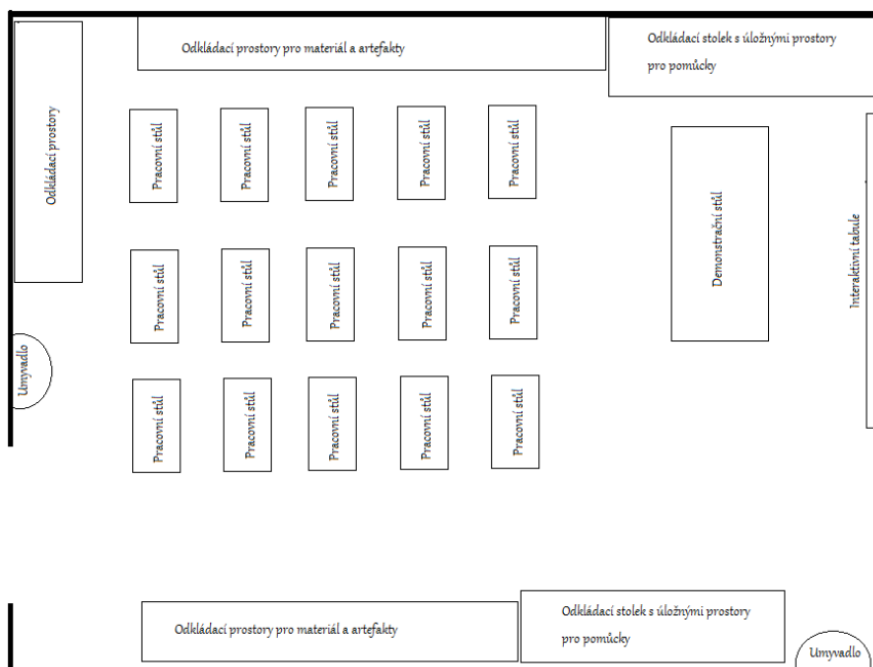 Odkládací prostory pro materiál a artefakty
Odkládací stolek s úložnými prostory
pro pomůcky
Odkládací prostory
Pracovní stůl
Pracovní stůl
Pracovní stůl
Pracovní stůl
Pracovní stůl
Demonstrační stůl
Interaktivní tabule
Pracovní stůl
Pracovní stůl
Pracovní stůl
Pracovní stůl
Pracovní stůl
Umyvadlo
Pracovní stůl
Pracovní stůl
Pracovní stůl
Pracovní stůl
Pracovní stůl
Odkládací prostory pro materiál a artefakty
Odkládací stolek s úložnými prostory
pro pomůcky
Umyvadlo